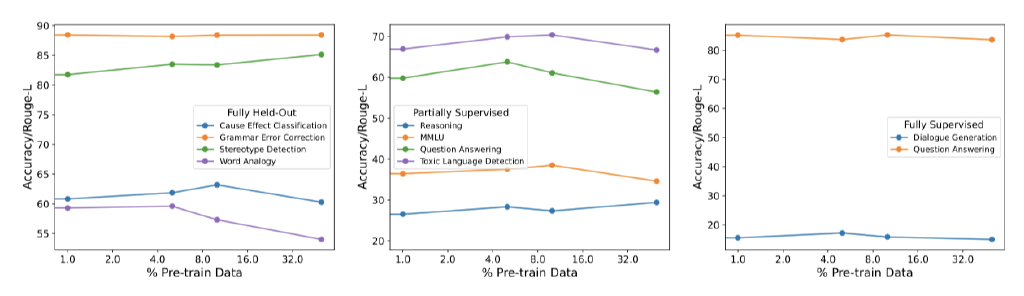 Accuracy/Rouge-L
90
85
80
75
70
65
60
55
Fully Held-Out
Cause Effect Classification
Grammar Error Correction
Stereotype Detection
Word Analogy
1.0 2.0 4.0 8.0 16.0 32.0
% Pre-train Data
Accuracy/Rouge-L
70
60
50
40
30
20
Partially Supervised
Reasoning
MMLU
Question Answering
Toxic Language Detection
1.0 2.0 4.0 8.0 16.0 32.0
% Pre-train Data
Accuracy/Rouge-L
80
70
60
50
40
30
20
Fully Supervised
Dialogue Generation
Question Answering
1.0 2.0 4.0 8.0 16.0 32.0
% Pre-train Data